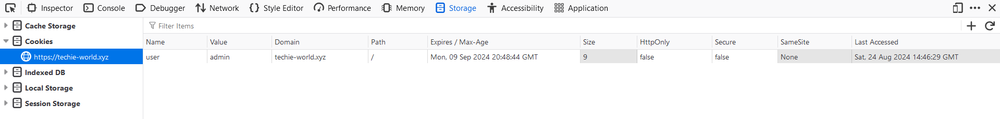 Inspector Console Debugger Network Style Editor Performance Memory Storage Accessibility Application
Cache Storage
Cookies
https://techie-world.xyz
Indexed DB
Local Storage
Session Storage
Filter Items
Name Value Domain Path Expires / Max-Age Size HttpOnly Secure SameSite Last Accessed
user admin techie-world.xyz / Mon, 09 Sep 2024 20:48:44 GMT 9 false false None Sat, 24 Aug 2024 14:46:29 GMT